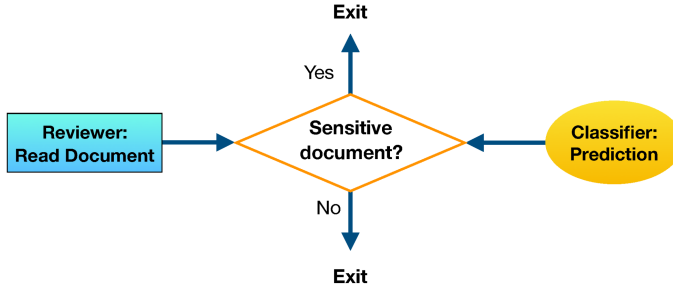 Exit
Yes
Reviewer:
Read Document
Sensitive
document?
Classifier:
Prediction
No
Exit